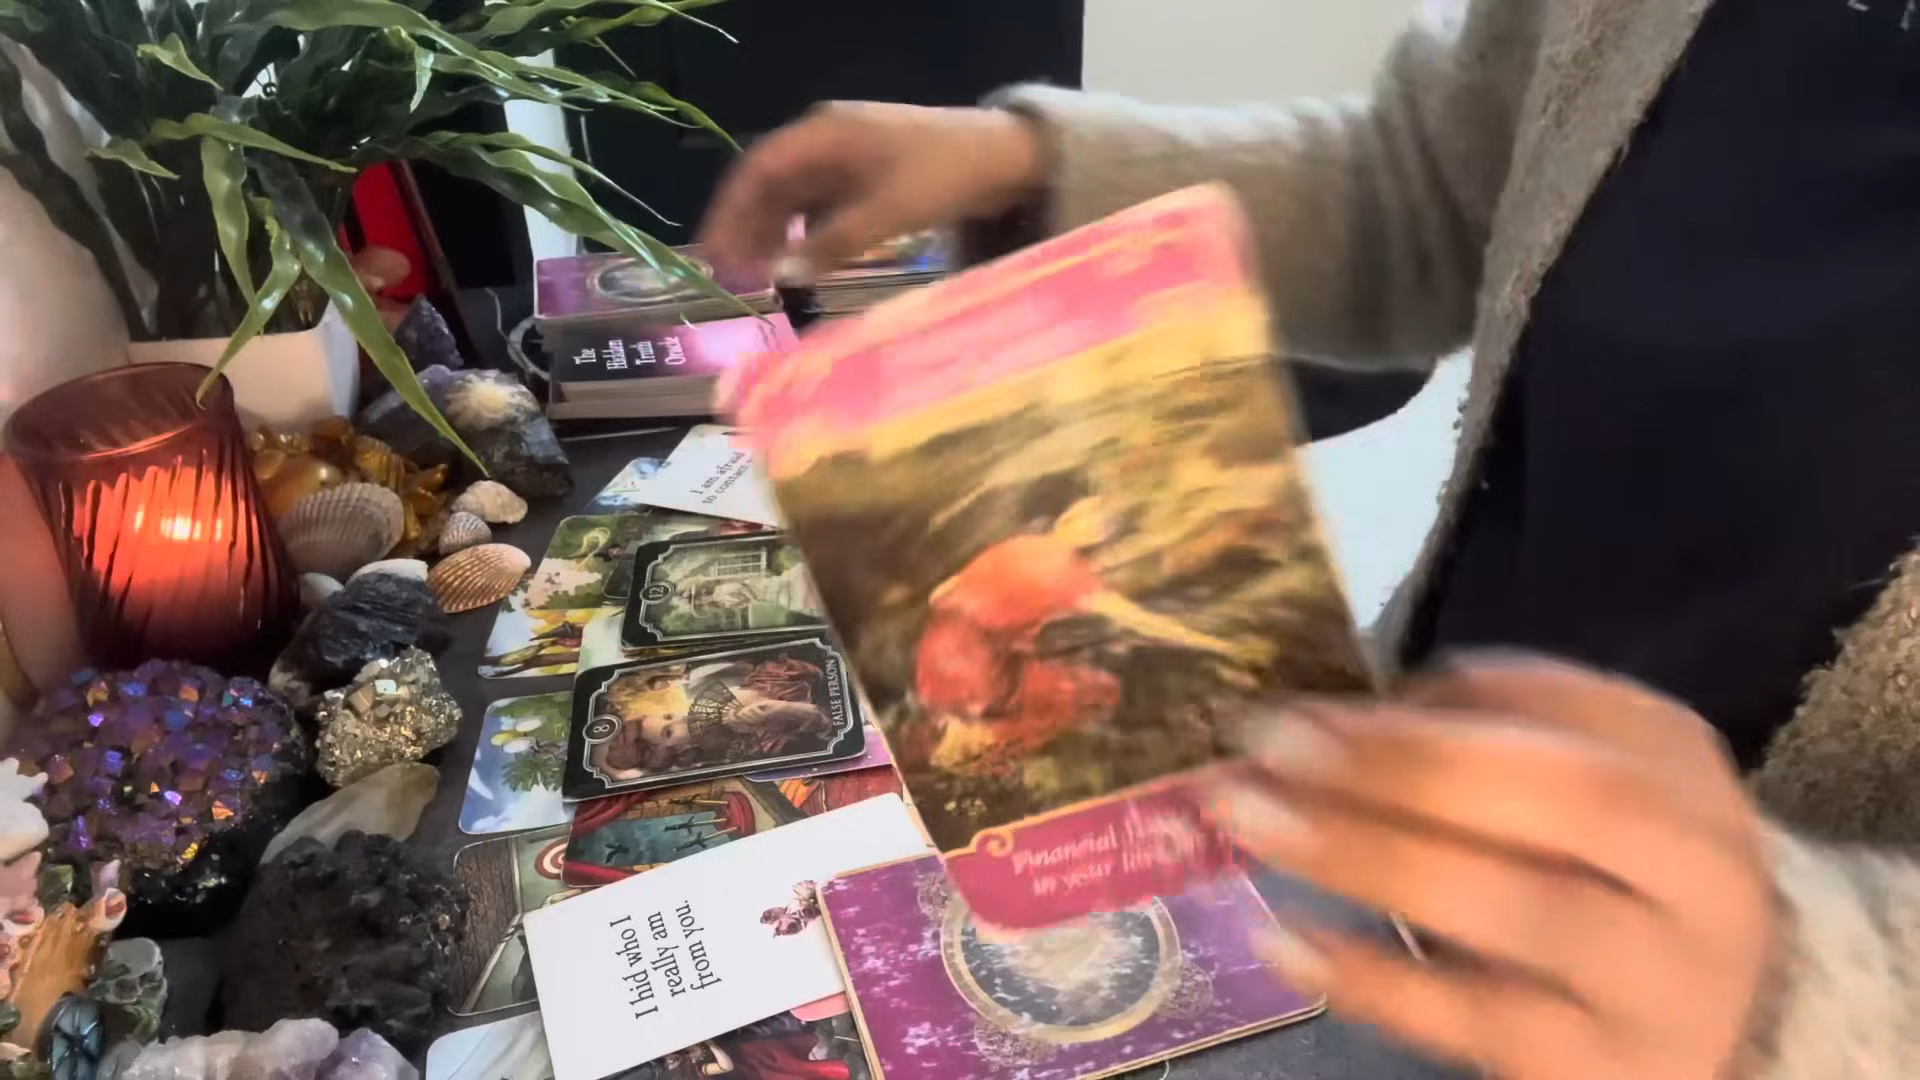 The
Hidden
Truth
Oracle
I am afraid
to contact
12
8
FALSE PERSON
Financial
in your
I hid who I
really am
from you.